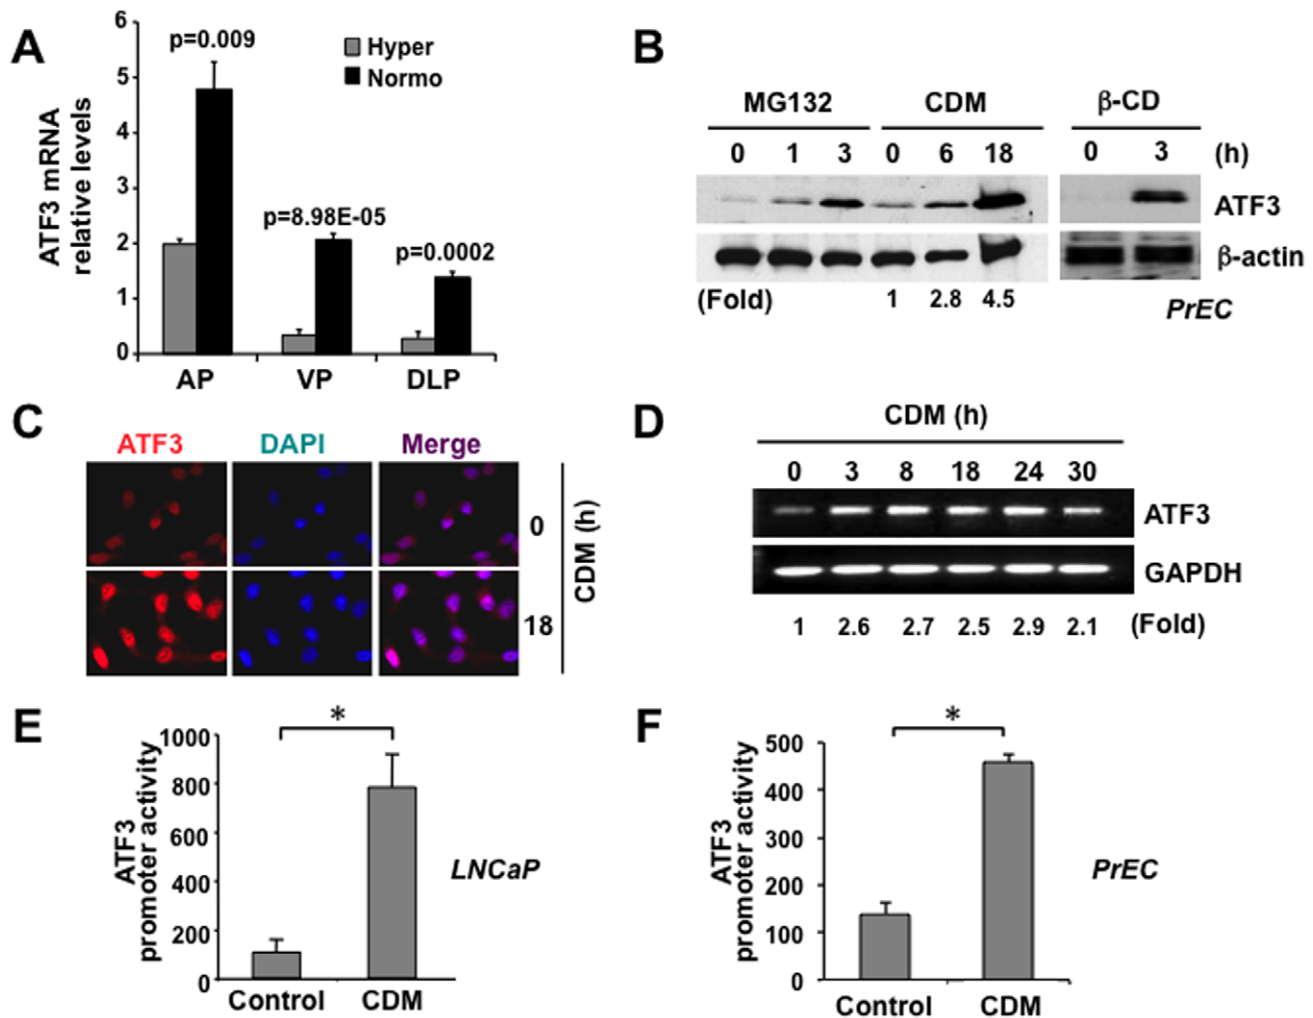 A
6
5
4
3
2
1
0
ATF3 mRNA
relative levels
p=0.009
p=8.98E-05
p=0.0002
Hyper
Normo
AP VP DLP
B
MG132 CDM β-CD
0 1 3 0 6 18 0 3 (h)
ATF3
β-actin
(Fold) 1 2.8 4.5
PrEC
C
ATF3 DAPI Merge
0
18
CDM (h)
D
CDM (h)
0 3 8 18 24 30
ATF3
GAPDH
1 2.6 2.7 2.5 2.9 2.1 (Fold)
E
ATF3
promoter activity
1000
800
600
400
200
0
*
LNCaP
Control CDM
F
ATF3
promoter activity
500
400
300
200
100
0
*
PrEC
Control CDM